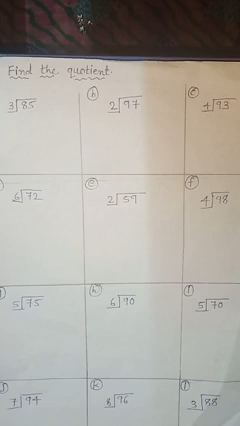 Find the quotient.
(b) (c)
3⟌85 2⟌97 4⟌93
(e) (f)
6⟌72 2⟌59 4⟌98
(h)
5⟌75 6⟌90 5⟌70
(k)
7⟌94 8⟌96 3⟌88